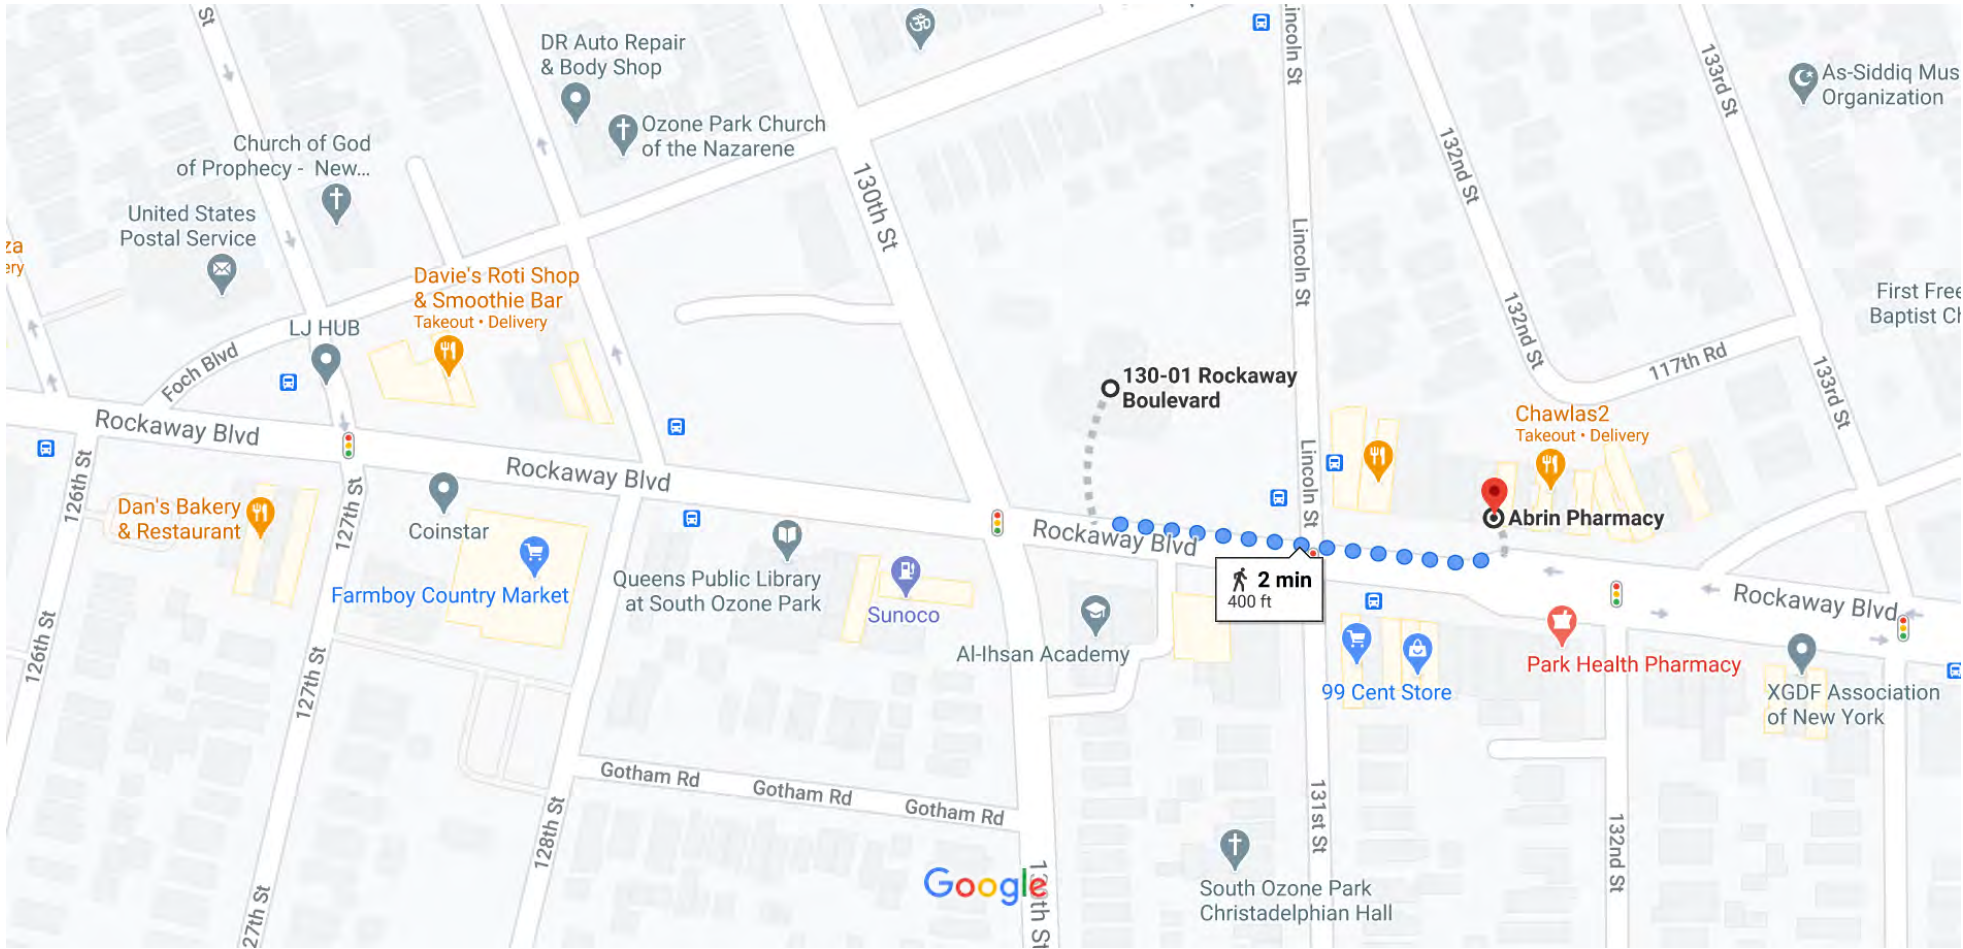 St
DR Auto Repair
& Body Shop
Lincoln St
133rd St
As-Siddiq Mus
Organization
Church of God
of Prophecy - New...
Ozone Park Church
of the Nazarene
132nd St
130th St
United States
Postal Service
za
ery
Davie's Roti Shop
& Smoothie Bar
Takeout • Delivery
Lincoln St
First Free
Baptist Ch
LJ HUB
Foch Blvd
132nd St
117th Rd
130-01 Rockaway
Boulevard
133rd St
Chawlas2
Takeout • Delivery
Rockaway Blvd
Rockaway Blvd
Lincoln St
126th St
Dan's Bakery
& Restaurant
127th St
Coinstar
Abrin Pharmacy
Rockaway Blvd
Farmboy Country Market
Queens Public Library
at South Ozone Park
Sunoco
2 min
400 ft
Rockaway Blvd
126th St
127th St
Al-Ihsan Academy
Park Health Pharmacy
99 Cent Store
XGDF Association
of New York
Gotham Rd
Gotham Rd
Gotham Rd
128th St
131st St
132nd St
27th St
Google
130th St
South Ozone Park
Christadelphian Hall